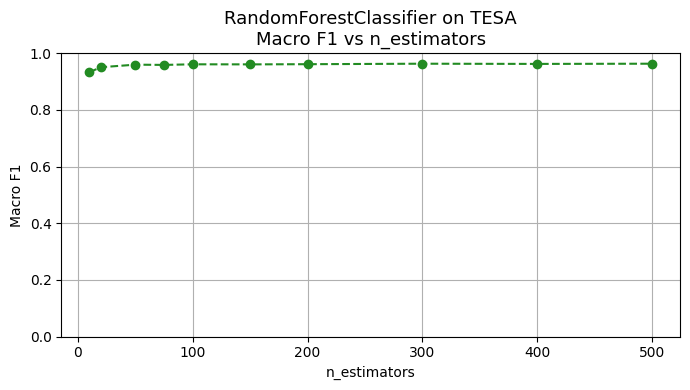 RandomForestClassifier on TESA
Macro F1 vs n_estimators
1.0
0.8
0.6
0.4
0.2
0.0
Macro F1
0 100 200 300 400 500
n_estimators